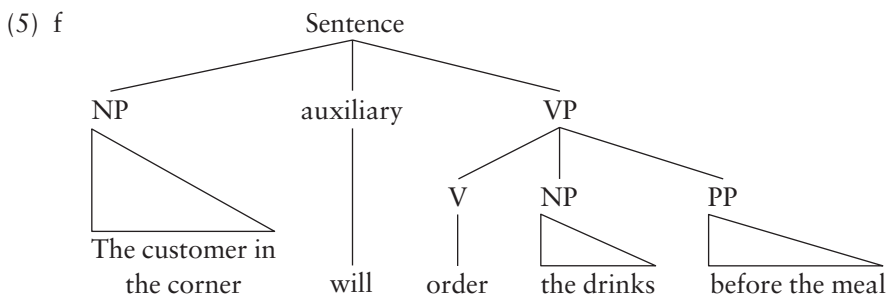 (5) f Sentence
NP auxiliary VP
V NP PP
The customer in
the corner will order the drinks before the meal